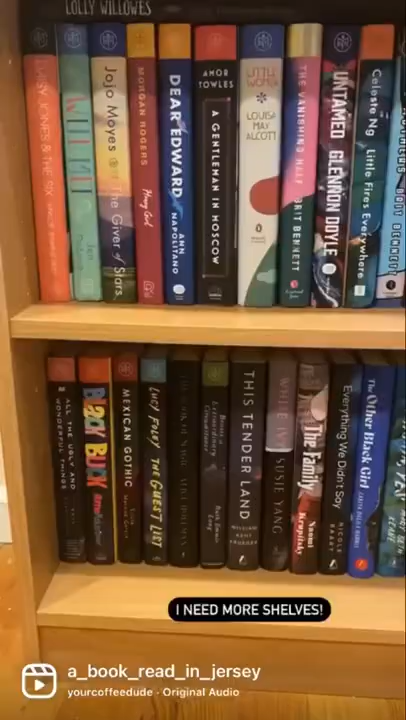 LOLLY WILLOWES
DAISY JONES & THE SIX
Jojo Moyes The Giver of Stars
MORGAN ROGERS Honey Girl
DEAR EDWARD ANN NAPOLITANO
AMOR TOWLES A GENTLEMAN IN MOSCOW
LITTLE WOMEN LOUISA MAY ALCOTT
THE VANISHING HALF BRIT BENNETT
UNTAMED GLENNON DOYLE
Celeste Ng Little Fires Everywhere
ALL THE UGLY AND WONDERFUL THINGS
BLACK BUCK
MEXICAN GOTHIC
LUCY FOLEY THE GUEST LIST
THIS TENDER LAND WILLIAM KENT KRUEGER
WHITE IVY SUSIE YANG
The Family Naomi Krupitsky
Everything We Didn't Say NICOLE BAART
The Other Black Girl
I NEED MORE SHELVES!
a_book_read_in_jersey
yourcoffeedude · Original Audio